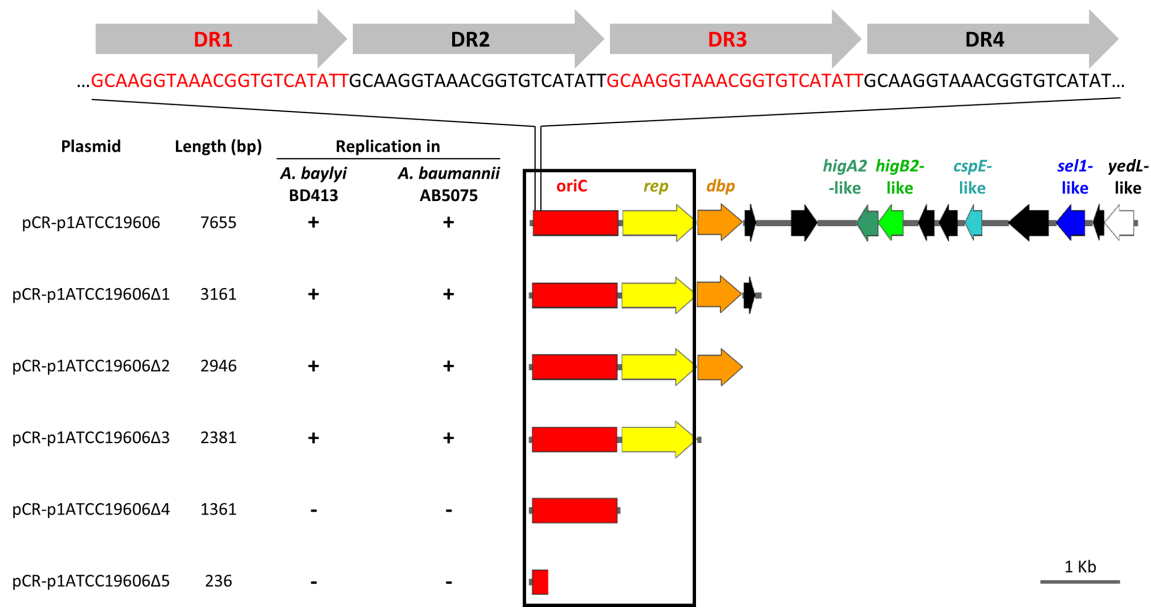 DR1 DR2 DR3 DR4
...GCAAGGTAAACGGTGTCATATTGCAAGGTAAACGGTGTCATATTGCAAGGTAAACGGTGTCATATTGCAAGGTAAACGGTGTCATAT...
Plasmid Length (bp) Replication in
A. baylyi A. baumannii
BD413 AB5075
oriC rep dbp higA2 higB2- cspE- sel1- yedL-
-like like like like like
pCR-p1ATCC19606 7655 + +
pCR-p1ATCC19606Δ1 3161 + +
pCR-p1ATCC19606Δ2 2946 + +
pCR-p1ATCC19606Δ3 2381 + +
pCR-p1ATCC19606Δ4 1361 - -
pCR-p1ATCC19606Δ5 236 - -
1 Kb